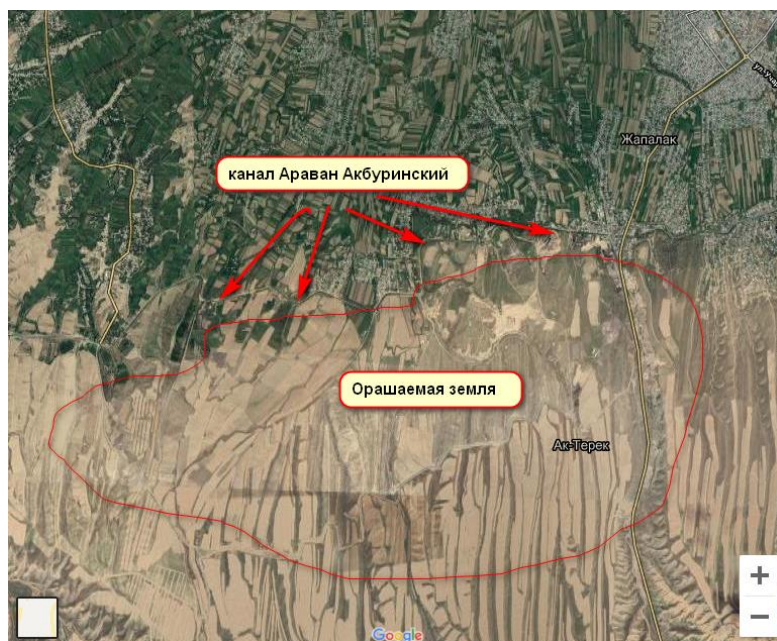 Жапалак
канал Араван Акбуринский
Орашаемая земля
Ак-Терек
+
−
Google